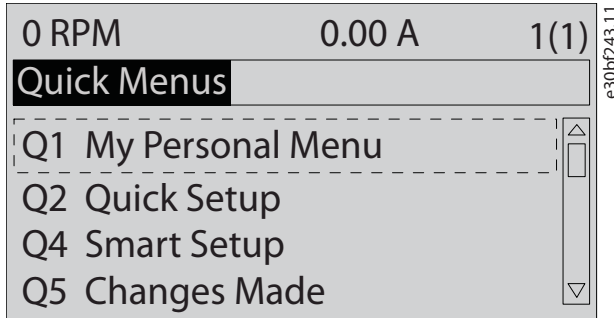 0 RPM 0.00 A 1(1)
Quick Menus
Q1 My Personal Menu
Q2 Quick Setup
Q4 Smart Setup
Q5 Changes Made
e30bf243.11